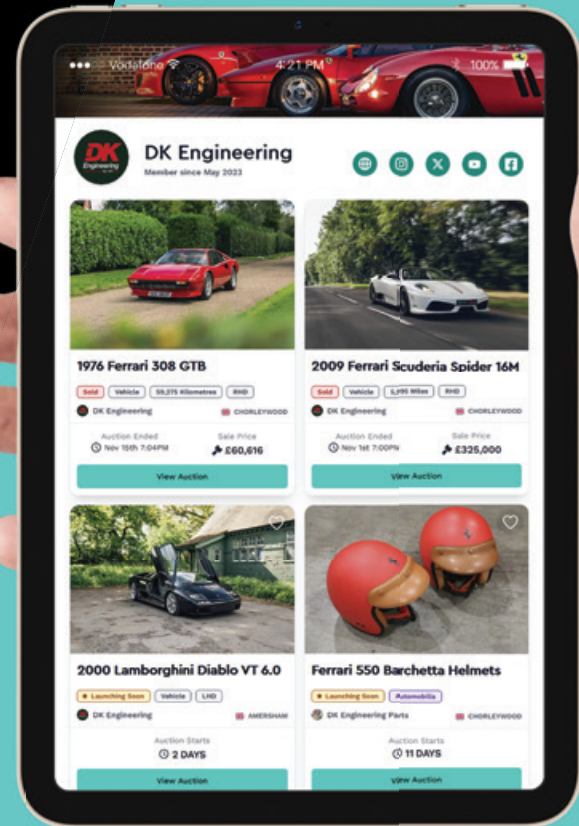 Vodafone 4:21 PM 100%
DK
Engineering
DK Engineering
Member since May 2023
1976 Ferrari 308 GTB
Sold Vehicle 59,275 Kilometres RHD
DK Engineering CHORLEYWOOD
Auction Ended Sale Price
Nov 15th 7:04PM £60,616
View Auction
2009 Ferrari Scuderia Spider 16M
Sold Vehicle Miles RHD
DK Engineering CHORLEYWOOD
Auction Ended Sale Price
Nov 1st 7:00PM £325,000
View Auction
2000 Lamborghini Diablo VT 6.0
Launching Soon Vehicle LHD
DK Engineering AMERSHAM
Auction Starts
2 DAYS
View Auction
Ferrari 550 Barchetta Helmets
Launching Soon Automobilia
DK Engineering Parts CHORLEYWOOD
Auction Starts
11 DAYS
View Auction